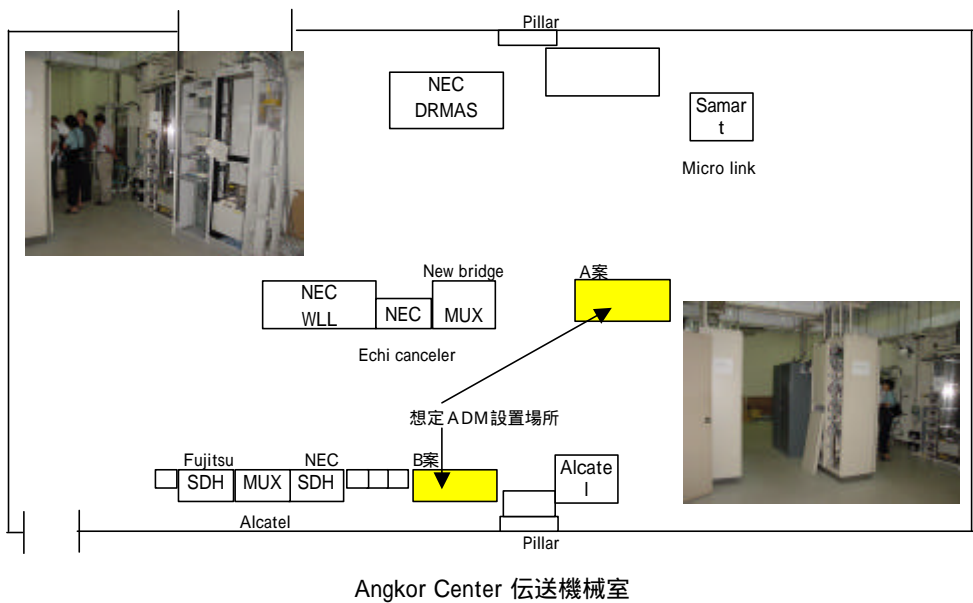 Pillar
NEC
DRMAS
Samar
t
Micro link
New bridge
A案
NEC
WLL
NEC
MUX
Echi canceler
想定ADM設置場所
Fujitsu
NEC
B案
SDH
MUX
SDH
Alcate
l
Alcatel
Pillar
Angkor Center 伝送機械室